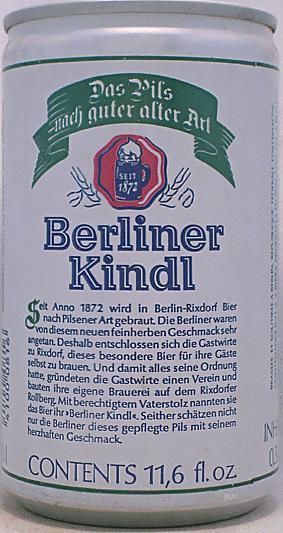 Das Pils
nach guter alter Art
SEIT
1872
Berliner
Kindl
Seit Anno 1872 wird in Berlin-Rixdorf Bier
nach Pilsener Art gebraut. Die Berliner waren
von diesem neuen feinherben Geschmack sehr
angetan. Deshalb entschlossen sich die Gastwirte
zu Rixdorf, dieses besondere Bier für ihre Gäste
selbst zu brauen. Und damit alles seine Ordnung
hatte, gründeten die Gastwirte einen Verein und
bauten ihre eigene Brauerei auf dem Rixdorfer
Rollberg. Mit berechtigtem Vaterstolz nannten sie
das Bier ihr »Berliner Kindl«. Seither schätzen nicht
nur die Berliner dieses gepflegte Pils mit seinem
herzhaften Geschmack.
CONTENTS 11,6 fl. oz.